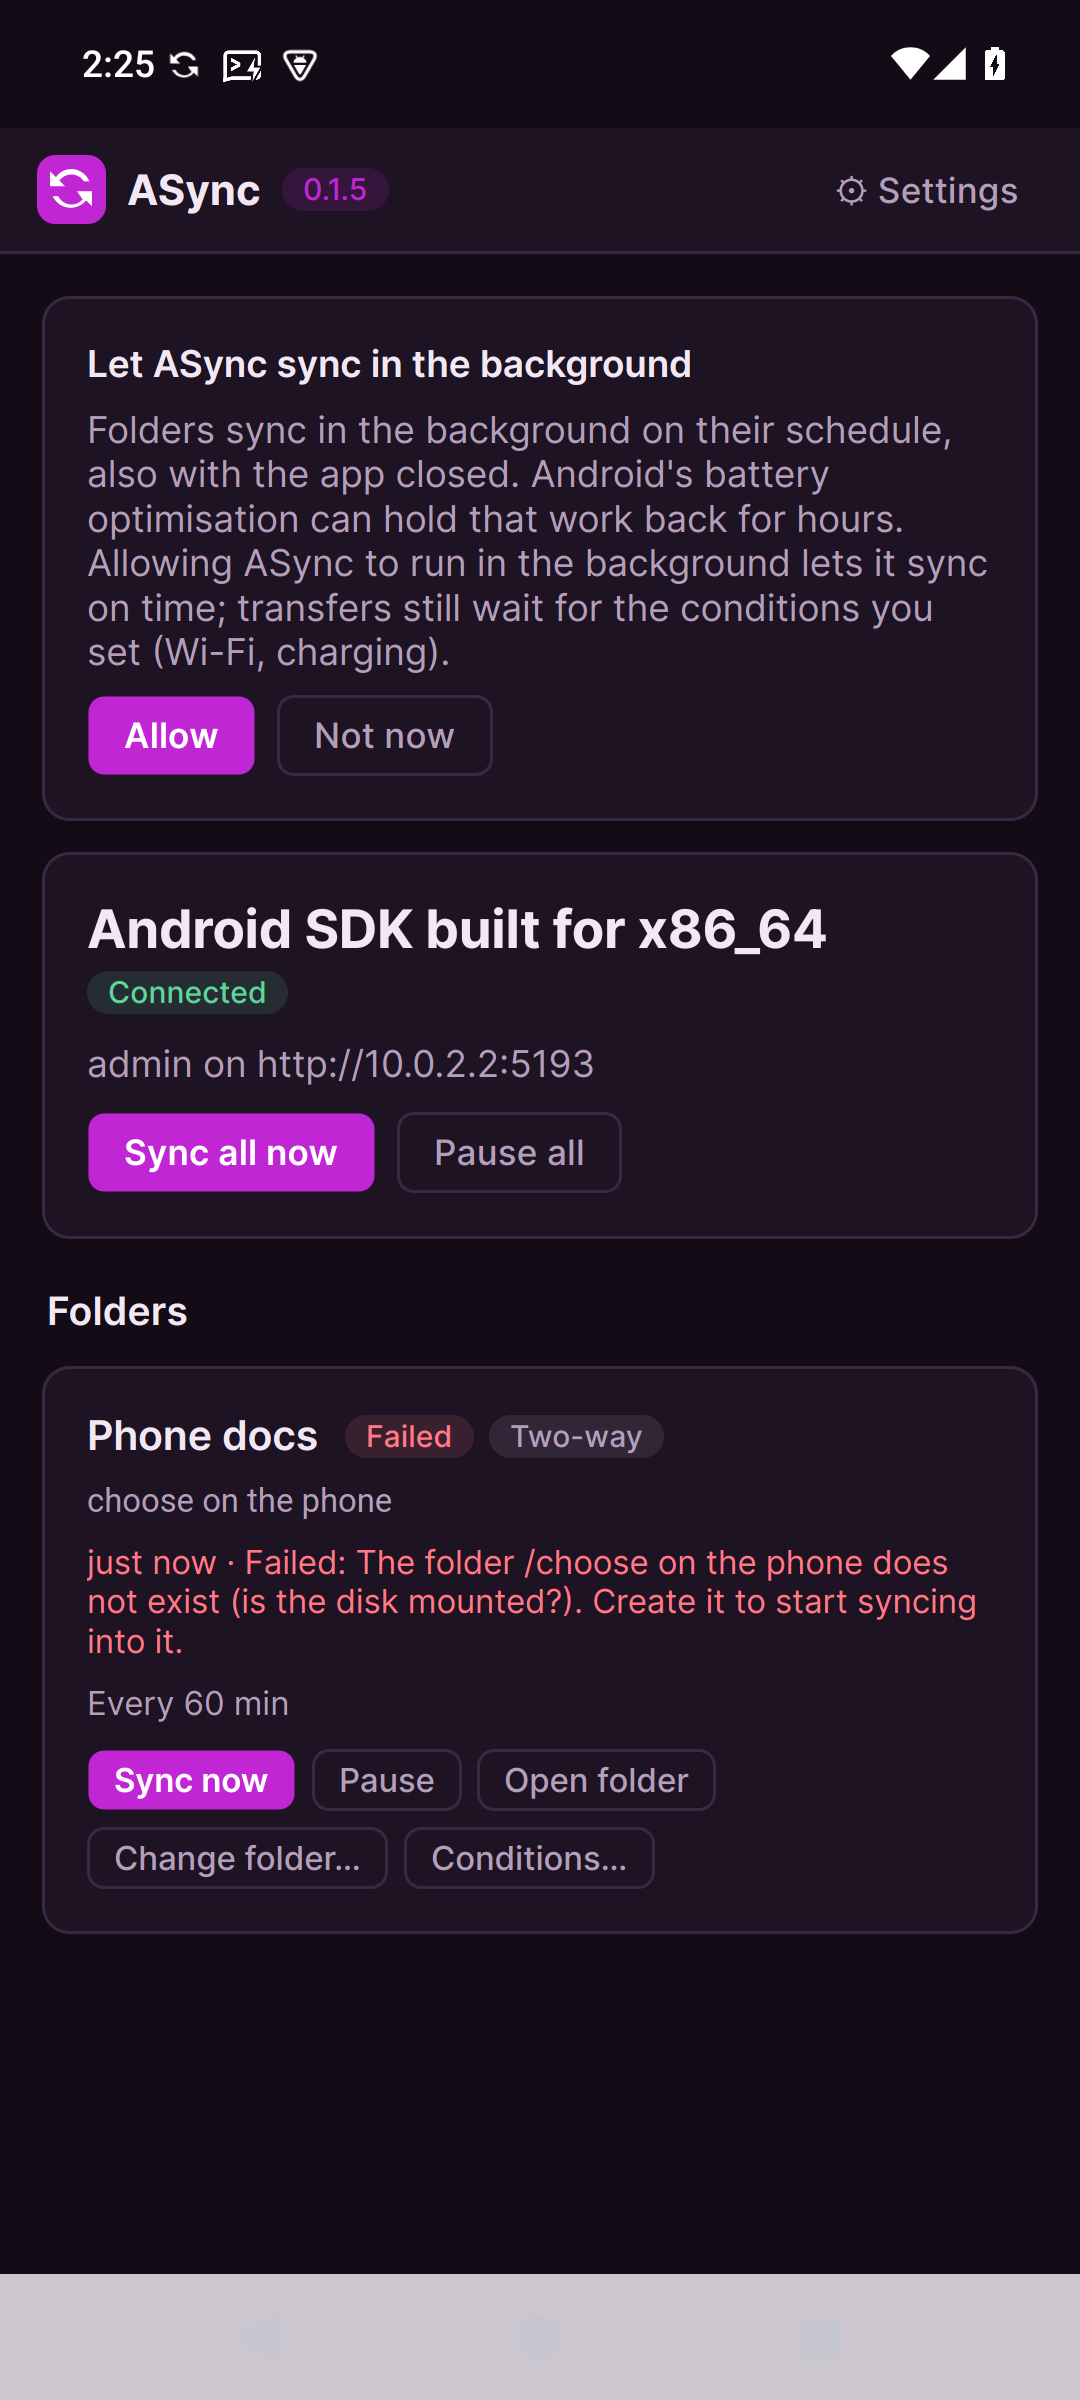 2:25
ASync 0.1.5 Settings
Let ASync sync in the background
Folders sync in the background on their schedule,
also with the app closed. Android's battery
optimisation can hold that work back for hours.
Allowing ASync to run in the background lets it sync
on time; transfers still wait for the conditions you
set (Wi-Fi, charging).
Allow Not now
Android SDK built for x86_64
Connected
admin on http://10.0.2.2:5193
Sync all now Pause all
Folders
Phone docs Failed Two-way
choose on the phone
just now · Failed: The folder /choose on the phone does
not exist (is the disk mounted?). Create it to start syncing
into it.
Every 60 min
Sync now Pause Open folder
Change folder... Conditions...